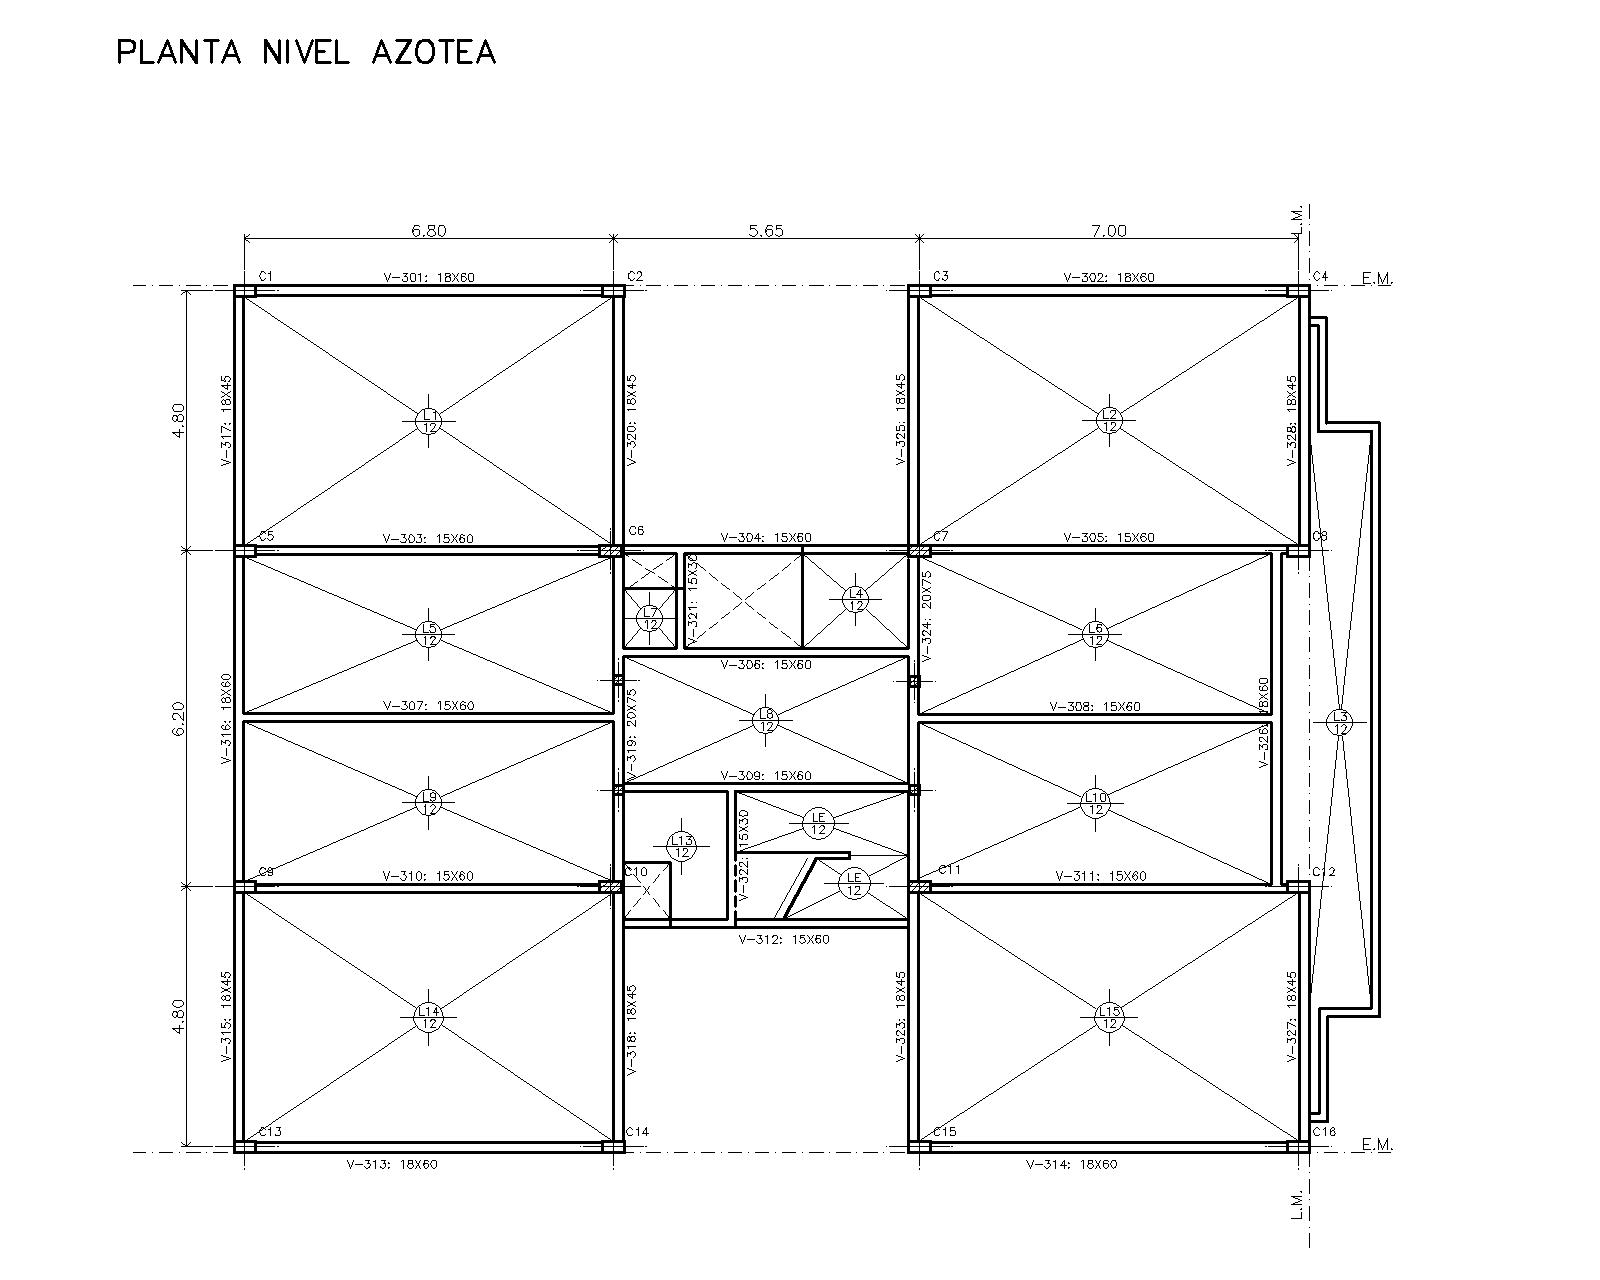 PLANTA NIVEL AZOTEA
L.M.
6.80
5.65
7.00
C1
V-301: 18X60
C2
C3
V-302: 18X60
C4
E.M.
4.80
V-317: 18X45
L1
12
V-320: 18X45
V-325: 18X45
L2
12
V-328: 18X45
C5
V-303: 15X60
C6
V-304: 15X60
C7
V-305: 15X60
C8
V-321: 15X30
L7
12
L4
12
V-324: 20X75
L5
12
L6
12
V-306: 15X60
6.20
V-316: 18X60
V-307: 15X60
V-319: 20X75
L8
12
V-308: 15X60
V-326: 18X60
L3
12
V-309: 15X60
L9
12
L10
12
LE
12
L13
12
V-322: 15X30
LE
12
C9
V-310: 15X60
C10
X
C11
V-311: 15X60
C12
V-312: 15X60
4.80
V-315: 18X45
L14
12
V-318: 18X45
V-323: 18X45
L15
12
V-327: 18X45
C13
C14
C15
C16
E.M.
V-313: 18X60
V-314: 18X60
L.M.